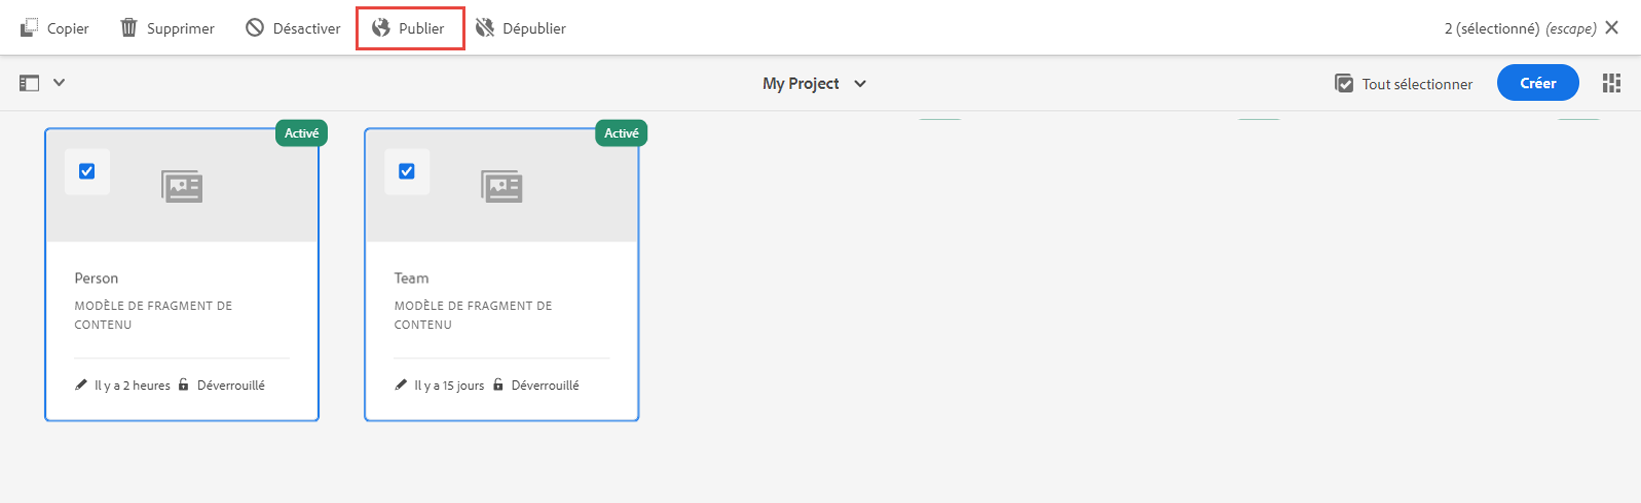 Copier Supprimer Désactiver Publier Dépublier 2 (sélectionné) (escape)
My Project Tout sélectionner Créer
Activé Activé
Person Team
MODÈLE DE FRAGMENT DE MODÈLE DE FRAGMENT DE
CONTENU CONTENU
Il y a 2 heures Déverrouillé Il y a 15 jours Déverrouillé